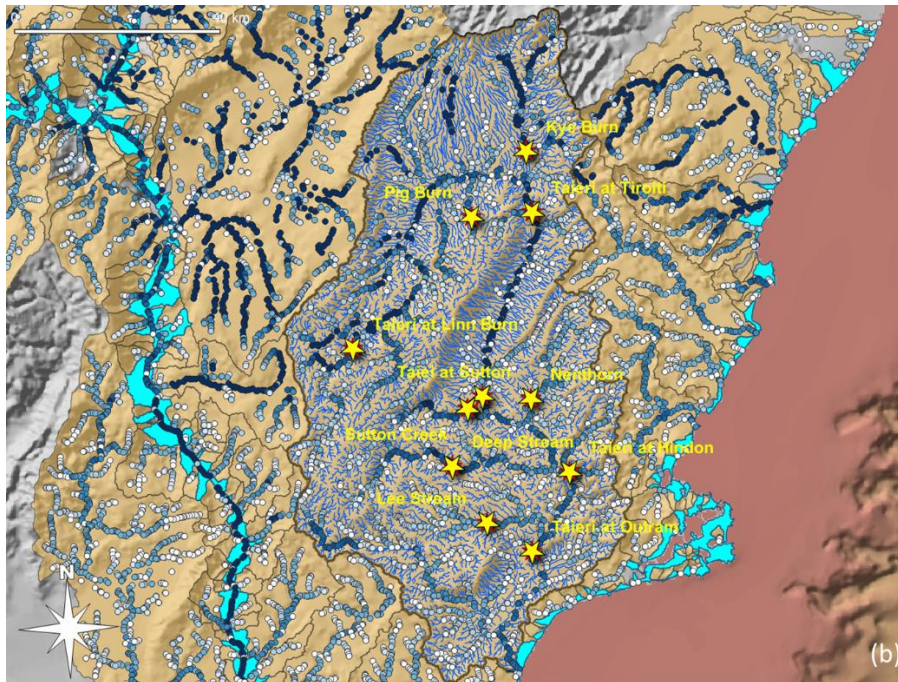 40 km
Kye Burn
Pig Burn
Taieri at Tiroiti
Taieri at Linn Burn
Taieri at Sutton
Nenthorn
Sutton Creek
Deep Stream
Taieri at Hindon
Lee Stream
Taieri at Outram
N
(b)